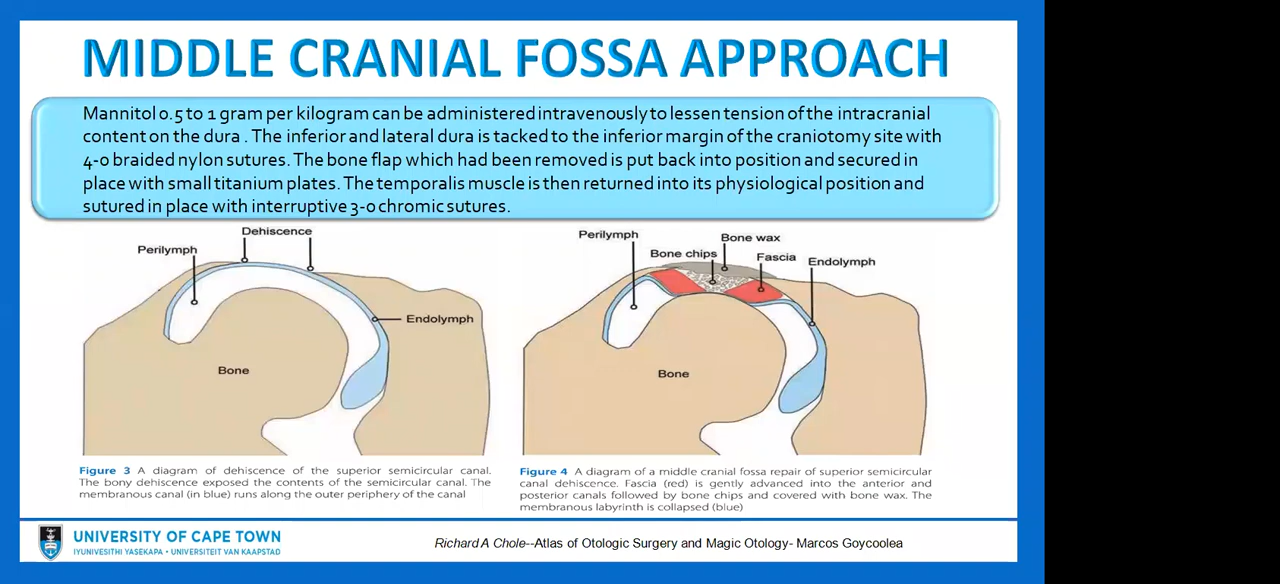 MIDDLE CRANIAL FOSSA APPROACH
Mannitol 0.5 to 1 gram per kilogram can be administered intravenously to lessen tension of the intracranial
content on the dura . The inferior and lateral dura is tacked to the inferior margin of the craniotomy site with
4-0 braided nylon sutures. The bone flap which had been removed is put back into position and secured in
place with small titanium plates. The temporalis muscle is then returned into its physiological position and
sutured in place with interruptive 3-0 chromic sutures.
Dehiscence
Perilymph
Endolymph
Bone
Perilymph
Bone wax
Bone chips
Fascia
Endolymph
Bone
Figure 3 A diagram of dehiscence of the superior semicircular canal.
The bony dehiscence exposed the contents of the semicircular canal. The
membranous canal (in blue) runs along the outer periphery of the canal
Figure 4 A diagram of a middle cranial fossa repair of superior semicircular
canal dehiscence. Fascia (red) is gently advanced into the anterior and
posterior canals followed by bone chips and covered with bone wax. The
membranous labyrinth is collapsed (blue)
UNIVERSITY OF CAPE TOWN
IYUNIVESITHI YASEKAPA • UNIVERSITEIT VAN KAAPSTAD
Richard A Chole--Atlas of Otologic Surgery and Magic Otology- Marcos Goycoolea